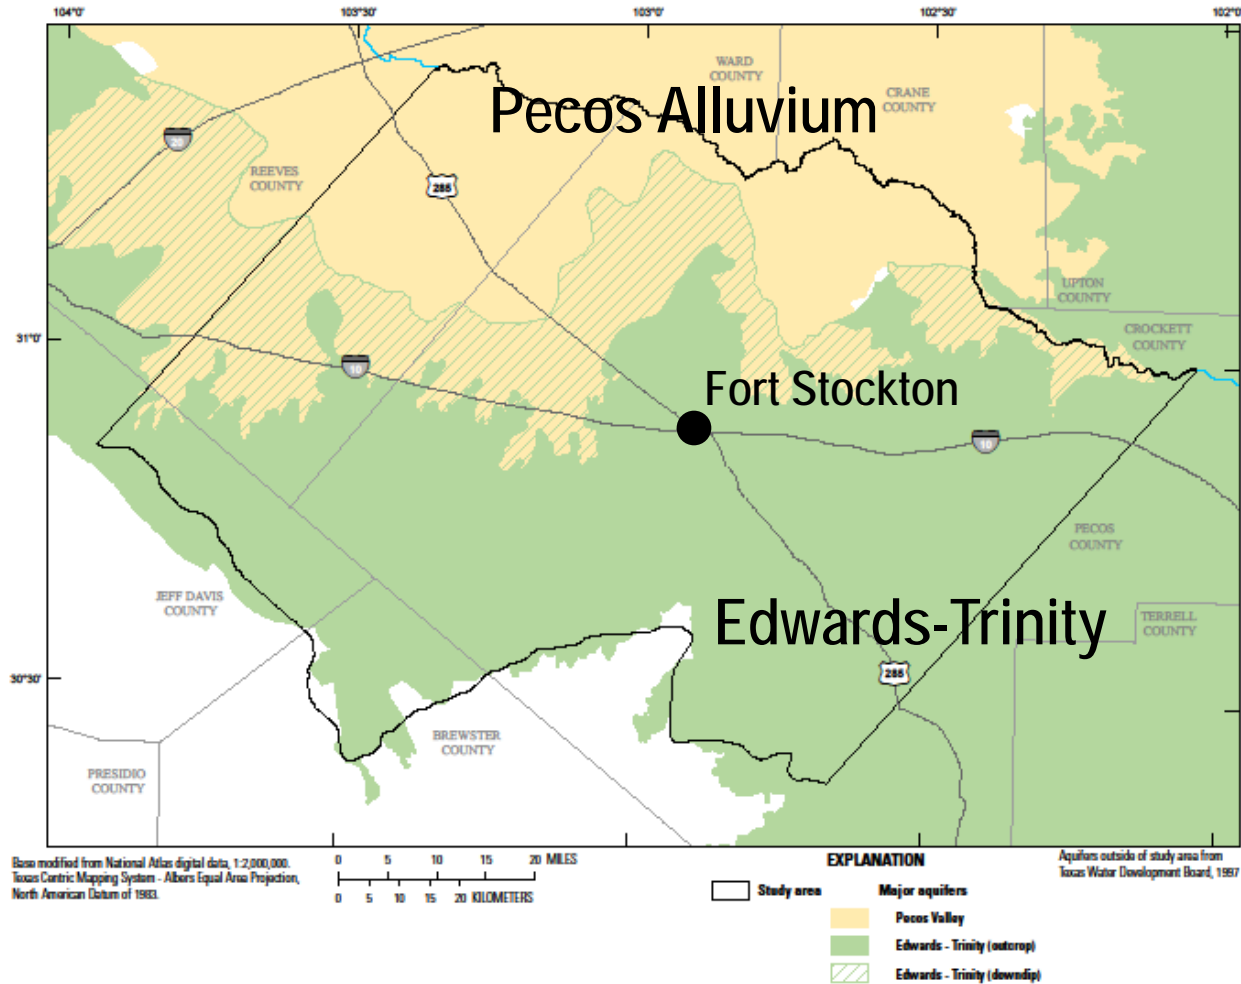 104°0'
103°30'
103°0'
102°30'
102°0'
WARD
COUNTY
CRANE
COUNTY
Pecos Alluvium
20
REEVES
COUNTY
285
UPTON
COUNTY
CROCKETT
COUNTY
31°0'
10
Fort Stockton
10
PECOS
COUNTY
JEFF DAVIS
COUNTY
Edwards-Trinity
TERRELL
COUNTY
30°30'
285
BREWSTER
COUNTY
PRESIDIO
COUNTY
Base modified from National Atlas digital data, 1:2,000,000.
Texas Centric Mapping System - Albers Equal Area Projection,
North American Datum of 1983.
0 5 10 15 20 MILES
0 5 10 15 20 KILOMETERS
EXPLANATION
Study area
Major aquifers
Pecos Valley
Edwards - Trinity (outcrop)
Edwards - Trinity (downdip)
Aquifers outside of study area from
Texas Water Development Board, 1997